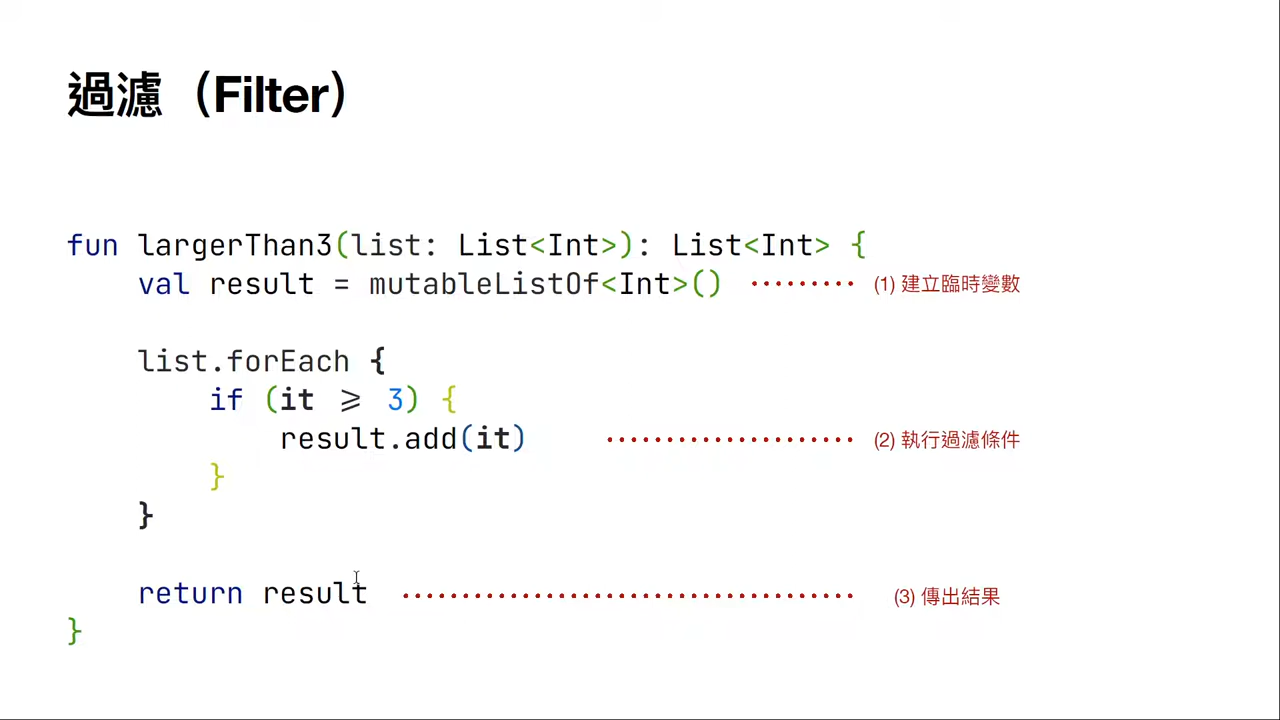 過濾（Filter）
fun largerThan3(list: List<Int>): List<Int> {
val result = mutableListOf<Int>() ········· (1) 建立臨時變數
list.forEach {
if (it ⩾ 3) {
result.add(it) ····················· (2) 執行過濾條件
}
}
return result ······································ (3) 傳出結果
}